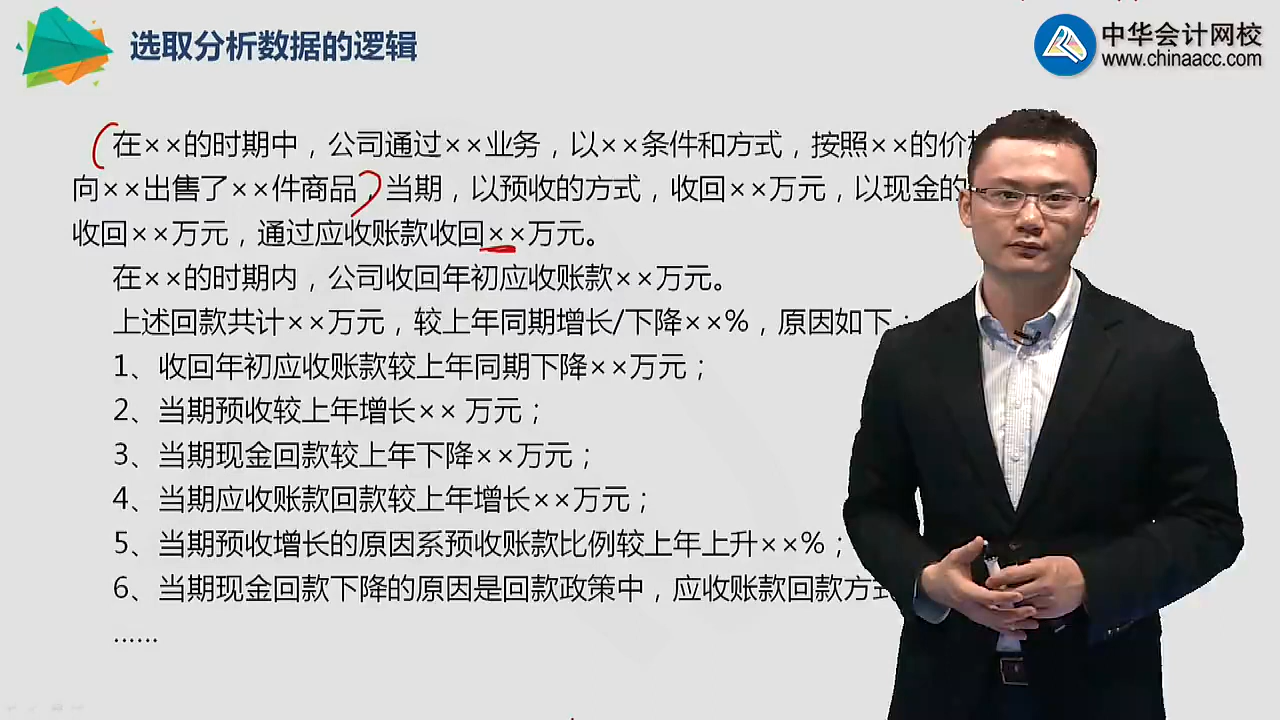 选取分析数据的逻辑
中华会计网校
www.chinaacc.com
在××的时期中，公司通过××业务，以××条件和方式，按照××的价
向××出售了××件商品，当期，以预收的方式，收回××万元，以现金的
收回××万元，通过应收账款收回××万元。
在××的时期内，公司收回年初应收账款××万元。
上述回款共计××万元，较上年同期增长/下降××%，原因如下：
1、收回年初应收账款较上年同期下降××万元；
2、当期预收较上年增长×× 万元；
3、当期现金回款较上年下降××万元；
4、当期应收账款回款较上年增长××万元；
5、当期预收增长的原因系预收账款比例较上年上升××%；
6、当期现金回款下降的原因是回款政策中，应收账款回款方式
……